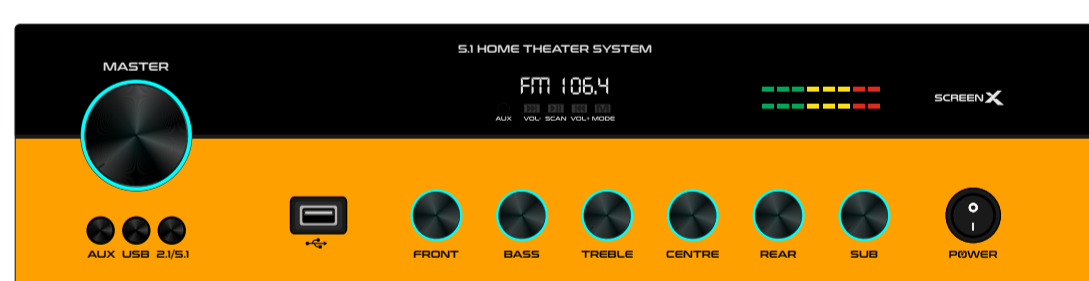 5.1 HOME THEATER SYSTEM
MASTER
FM 106.4
SCREEN X
AUX VOL- SCAN VOL+ MODE
AUX USB 2.1/5.1
FRONT BASS TREBLE CENTRE REAR SUB POWER